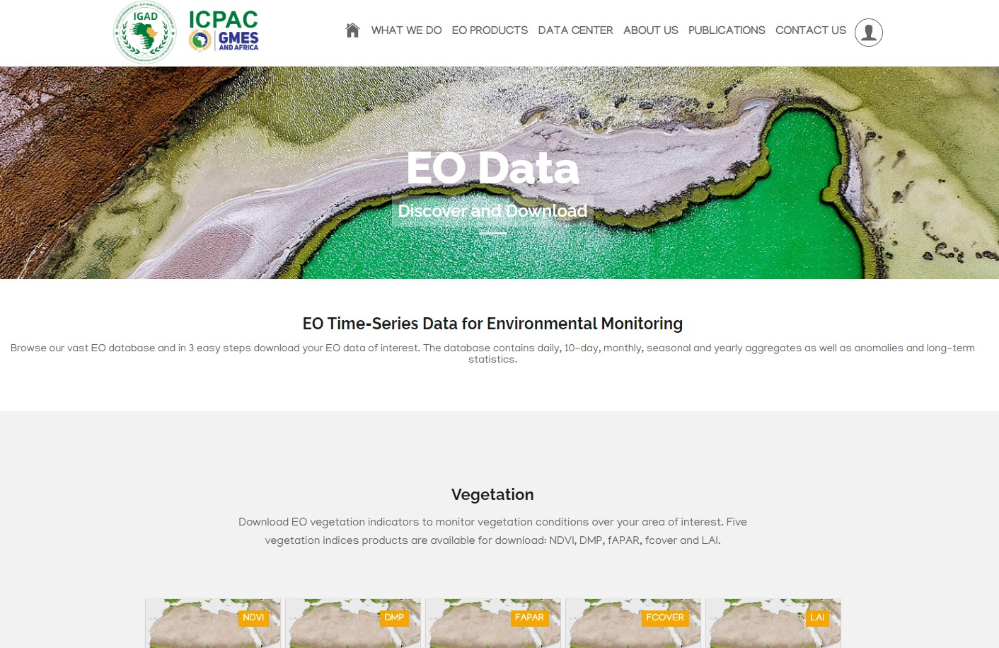 IGAD
ICPAC
GMES
AND AFRICA
WHAT WE DO
EO PRODUCTS
DATA CENTER
ABOUT US
PUBLICATIONS
CONTACT US
EO Data
Discover and Download
EO Time-Series Data for Environmental Monitoring
Browse our vast EO database and in 3 easy steps download your EO data of interest. The database contains daily, 10-day, monthly, seasonal and yearly aggregates as well as anomalies and long-term
statistics.
Vegetation
Download EO vegetation indicators to monitor vegetation conditions over your area of interest. Five
vegetation indices products are available for download: NDVI, DMP, fAPAR, fcover and LAI.
NDVI
DMP
FAPAR
FCOVER
LAI